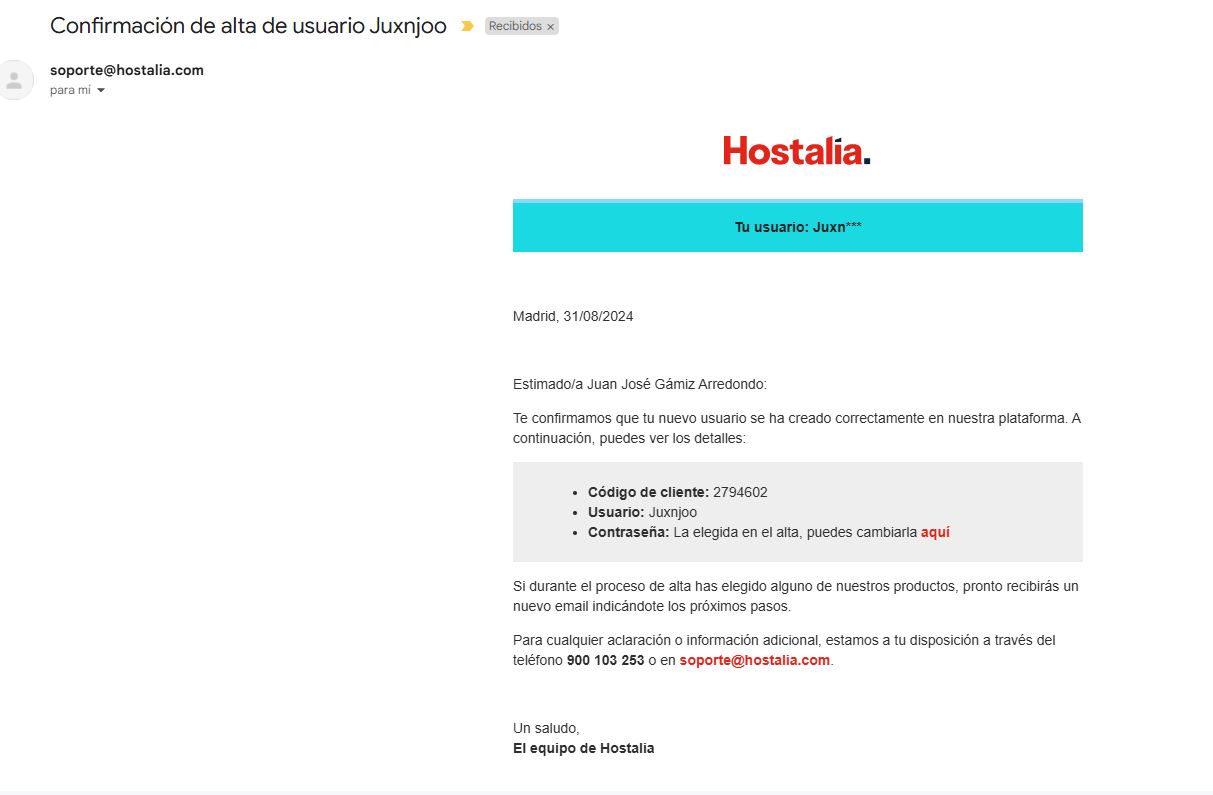 Confirmación de alta de usuario Juxnjoo
Recibidos ×
soporte@hostalia.com
para mí
Hostalia.
Tu usuario: Juxn***
Madrid, 31/08/2024
Estimado/a Juan José Gámiz Arredondo:
Te confirmamos que tu nuevo usuario se ha creado correctamente en nuestra plataforma. A
continuación, puedes ver los detalles:
• Código de cliente: 2794602
• Usuario: Juxnjoo
• Contraseña: La elegida en el alta, puedes cambiarla aquí
Si durante el proceso de alta has elegido alguno de nuestros productos, pronto recibirás un
nuevo email indicándote los próximos pasos.
Para cualquier aclaración o información adicional, estamos a tu disposición a través del
teléfono 900 103 253 o en soporte@hostalia.com.
Un saludo,
El equipo de Hostalia